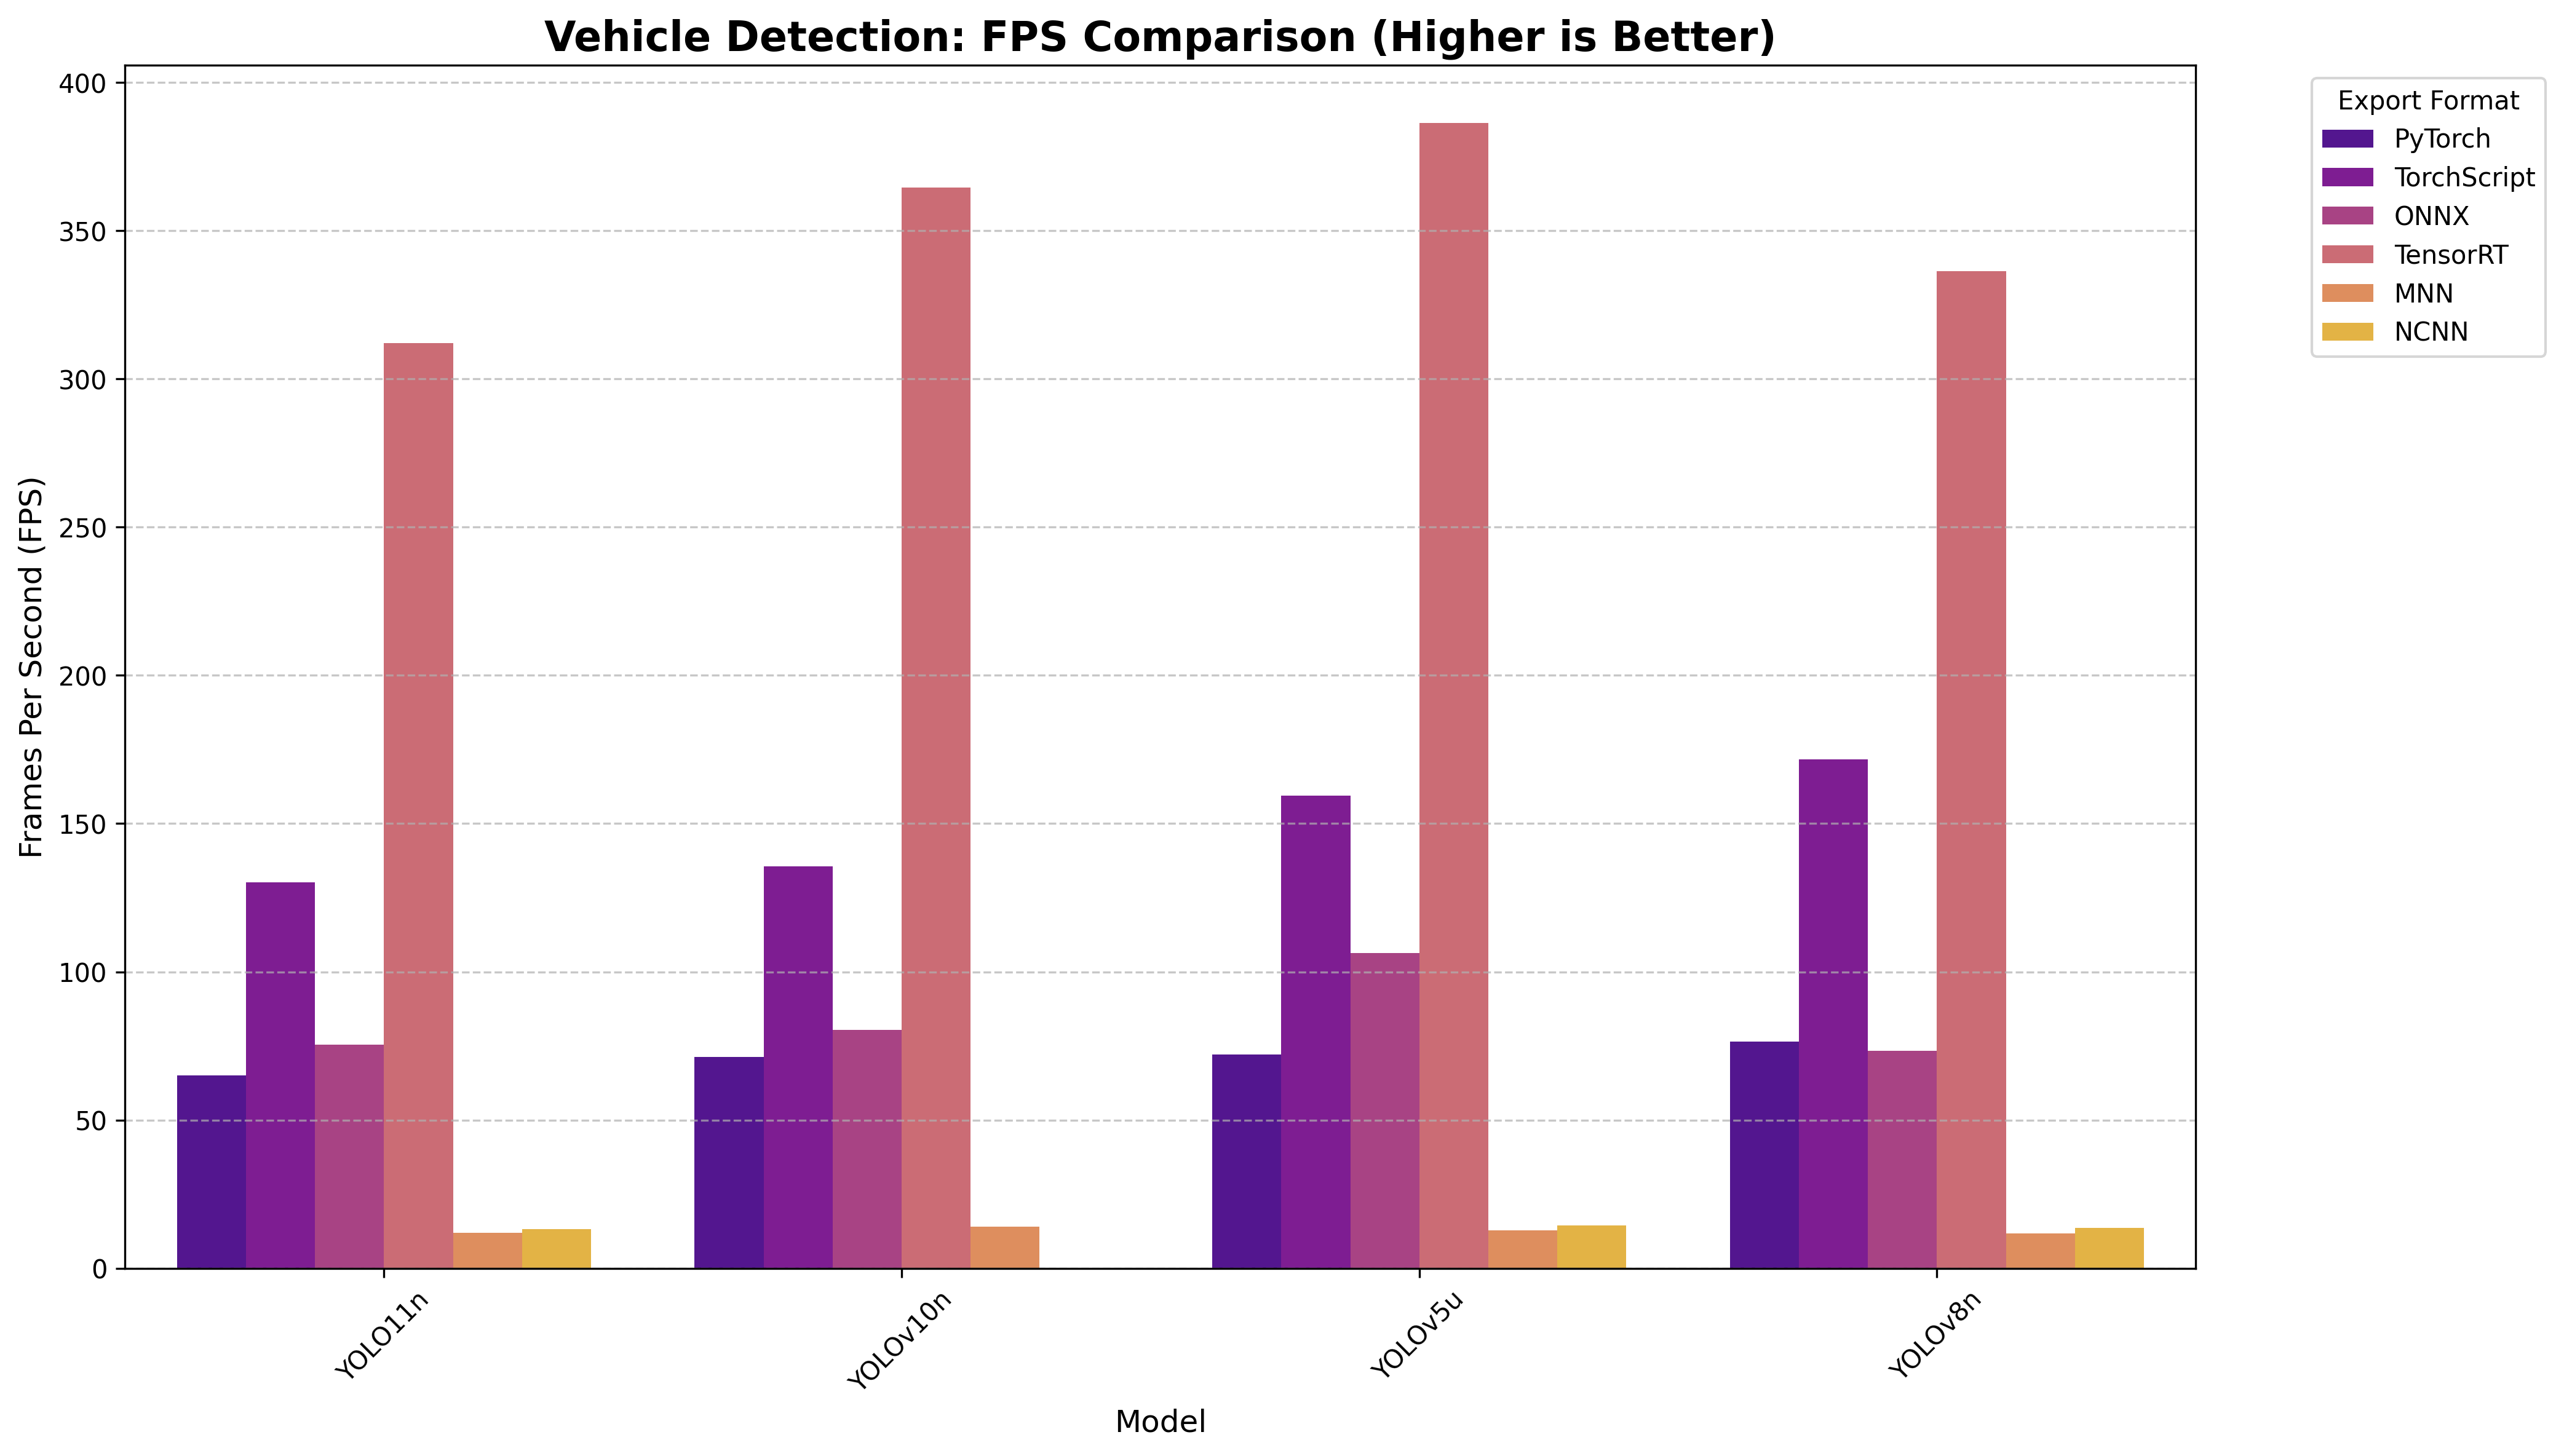 Vehicle Detection: FPS Comparison (Higher is Better)
Frames Per Second (FPS)
400
350
300
250
200
150
100
50
0
YOLO11n
YOLOv10n
YOLOv5u
YOLOv8n
Model
Export Format
PyTorch
TorchScript
ONNX
TensorRT
MNN
NCNN